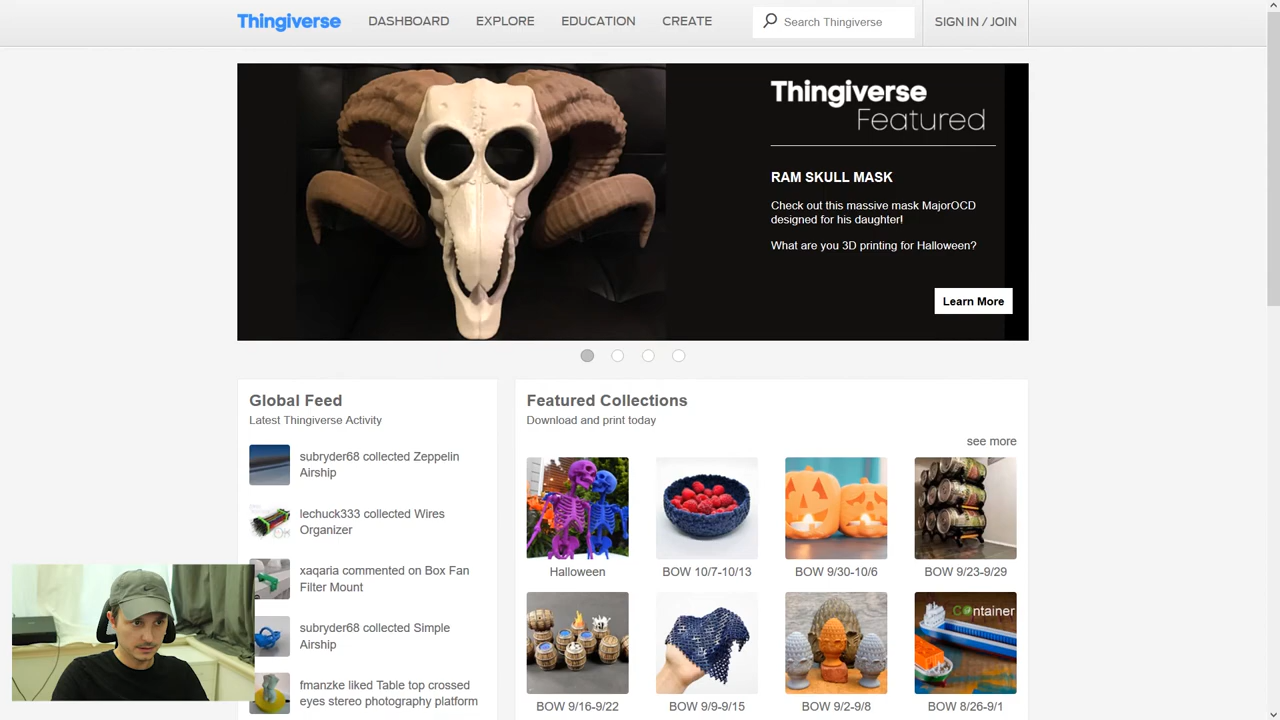 Thingiverse
DASHBOARD
EXPLORE
EDUCATION
CREATE
Search Thingiverse
SIGN IN / JOIN
Thingiverse
Featured
RAM SKULL MASK
Check out this massive mask MajorOCD
designed for his daughter!
What are you 3D printing for Halloween?
Learn More
Global Feed
Latest Thingiverse Activity
subryder68 collected Zeppelin
Airship
lechuck333 collected Wires
Organizer
xaqaria commented on Box Fan
Filter Mount
subryder68 collected Simple
Airship
fmanzke liked Table top crossed
eyes stereo photography platform
Featured Collections
Download and print today
see more
Halloween
BOW 10/7-10/13
BOW 9/30-10/6
BOW 9/23-9/29
Container
BOW 9/16-9/22
BOW 9/9-9/15
BOW 9/2-9/8
BOW 8/26-9/1